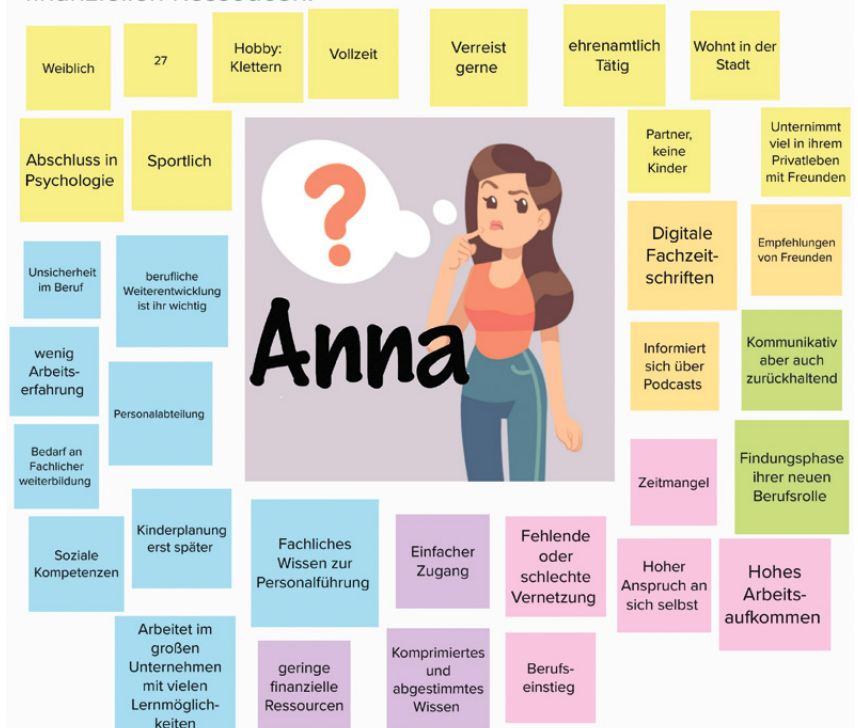 finanziellen Ressourcen.
Weiblich
27
Hobby:
Klettern
Vollzeit
Verreist
gerne
ehrenamtlich
Tätig
Wohnt in der
Stadt
Abschluss in
Psychologie
Sportlich
Partner,
keine
Kinder
Unternimmt
viel in ihrem
Privatleben
mit Freunden
Digitale
Fachzeit-
schriften
Empfehlungen
von Freunden
Unsicherheit
im Beruf
berufliche
Weiterentwicklung
ist ihr wichtig
Anna
wenig
Arbeits-
erfahrung
Personalabteilung
Informiert
sich über
Podcasts
Kommunikativ
aber auch
zurückhaltend
Bedarf an
Fachlicher
weiterbildung
Zeitmangel
Findungsphase
ihrer neuen
Berufsrolle
Soziale
Kompetenzen
Kinderplanung
erst später
Fachliches
Wissen zur
Personalführung
Einfacher
Zugang
Fehlende
oder
schlechte
Vernetzung
Hoher
Anspruch an
sich selbst
Hohes
Arbeits-
aufkommen
Arbeitet im
großen
Unternehmen
mit vielen
Lernmöglich-
keiten
geringe
finanzielle
Ressourcen
Komprimiertes
und
abgestimmtes
Wissen
Berufs-
einstieg